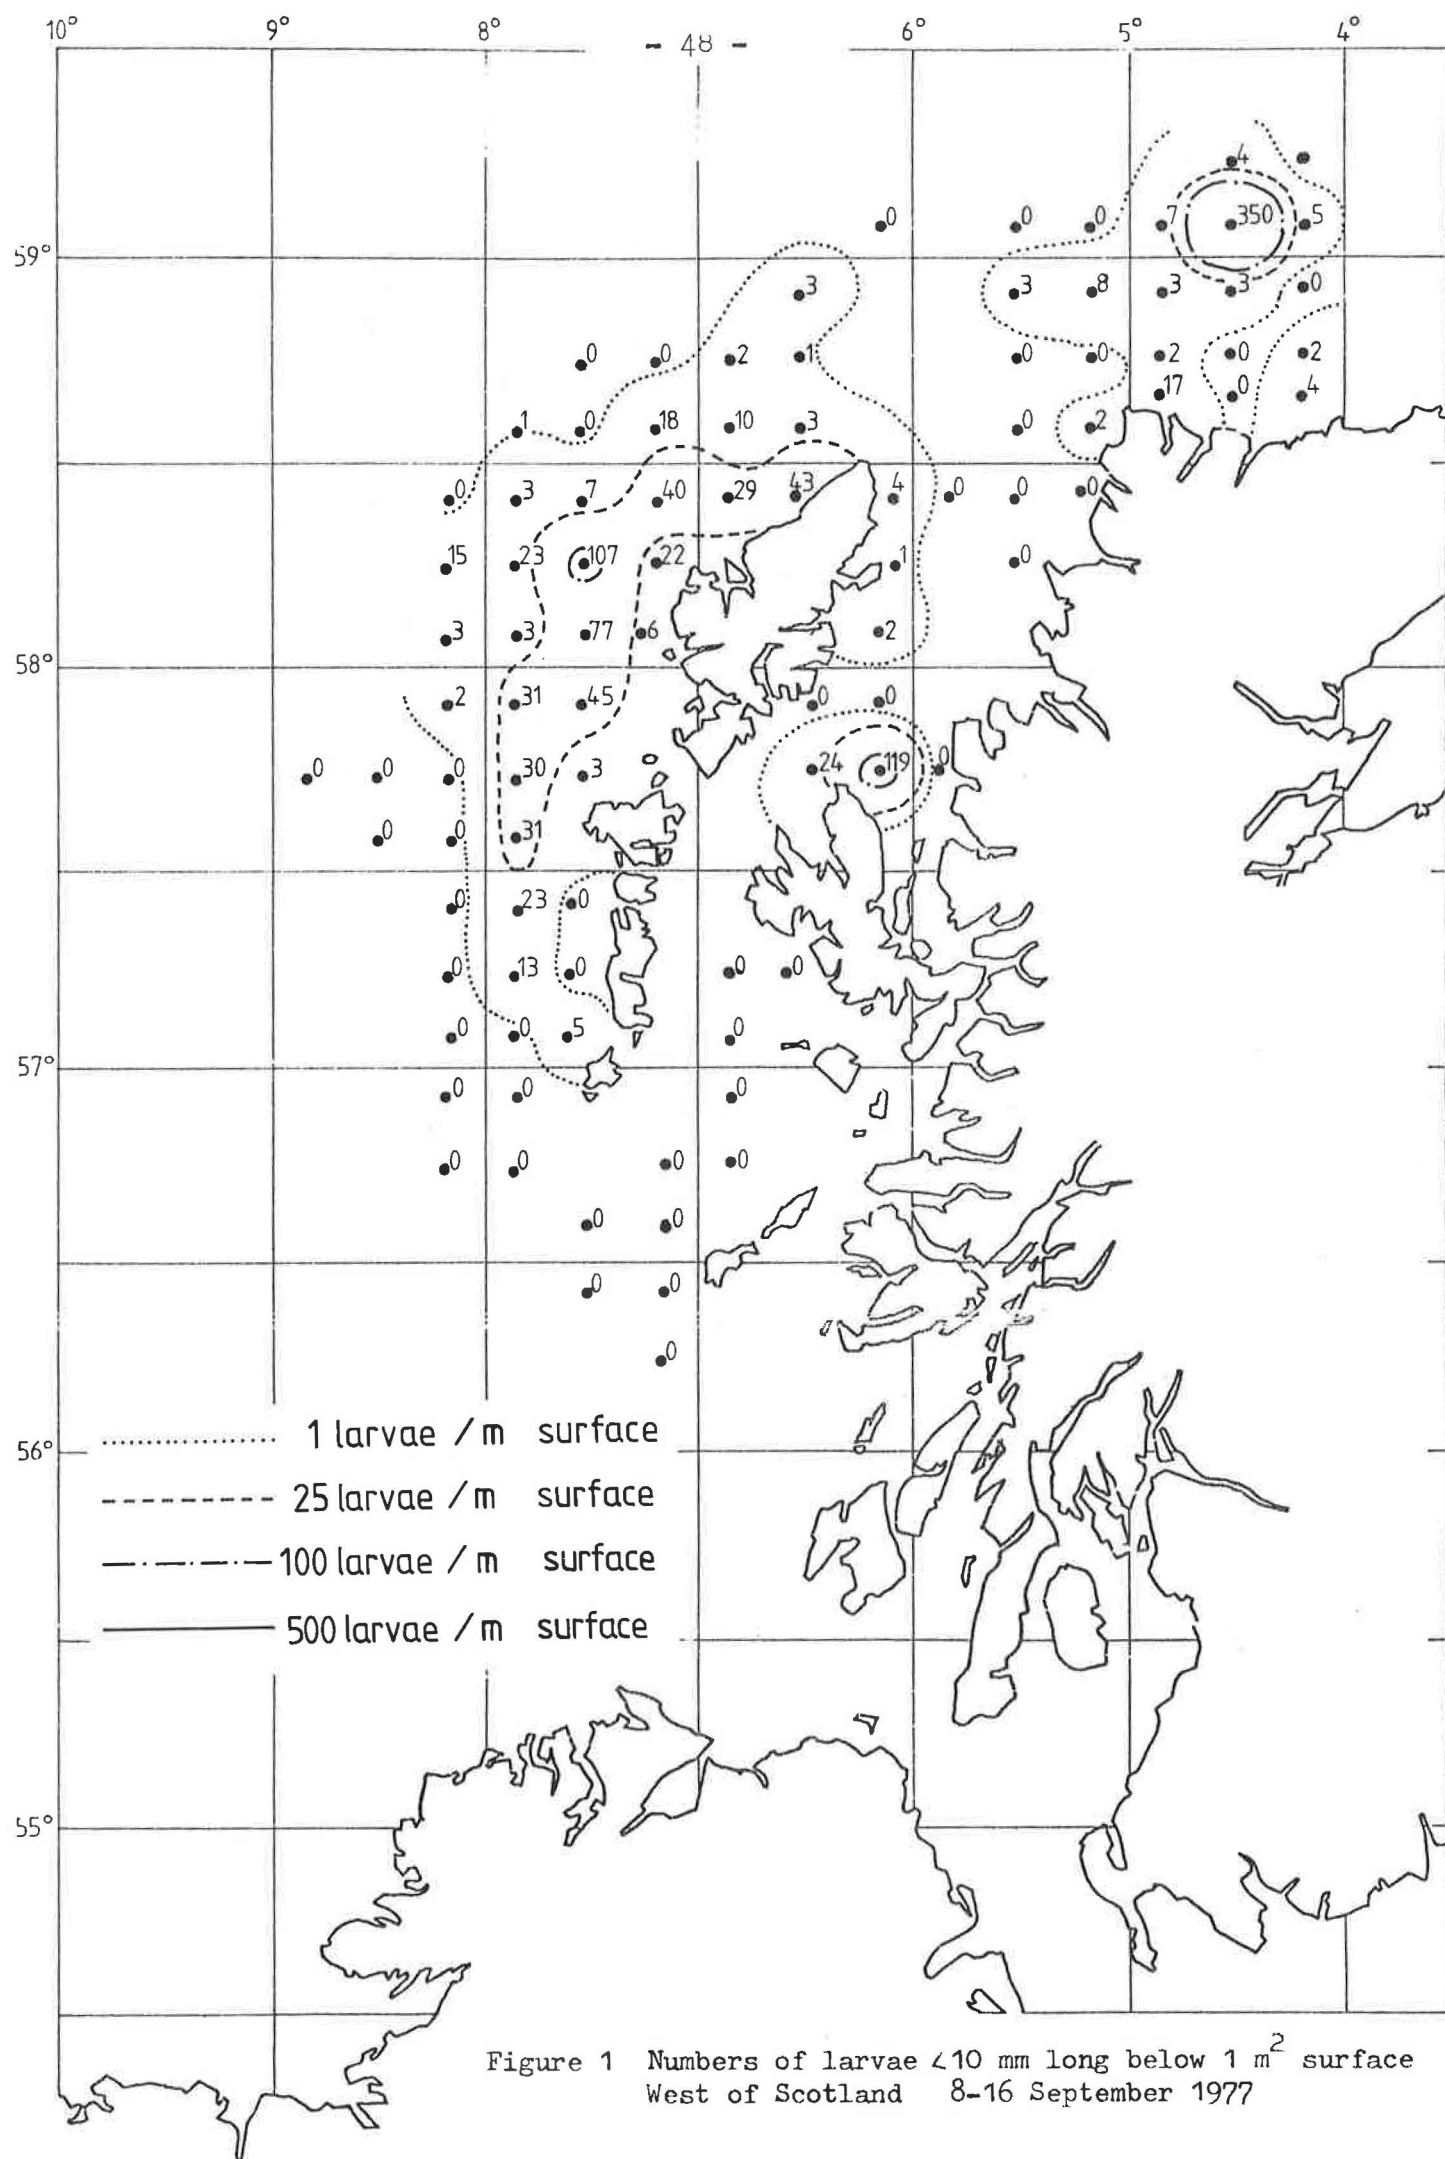 10° 9° 8° - 48 - 6° 5° 4°
4
0 0 0 7 350 5
59°
3 3 8 3 3 0
0 0 2 1 0 0 2 0 2
17 0 4
1 0 18 10 3 0 2
0 3 7 40 29 43 4 0 0 0
15 23 107 22 1 0
3 3 77 6 2
58°
2 31 45 0 0
0 0 0 30 3 24 119 0
0 0 31
0 23 0
0 13 0 0 0
0 0 5 0
57°
0 0 0
0 0 0 0
0 0
0 0
0
1 larvae / m surface
56°
25 larvae / m surface
100 larvae / m surface
500 larvae / m surface
55°
Figure 1 Numbers of larvae <10 mm long below 1 m² surface
West of Scotland 8-16 September 1977